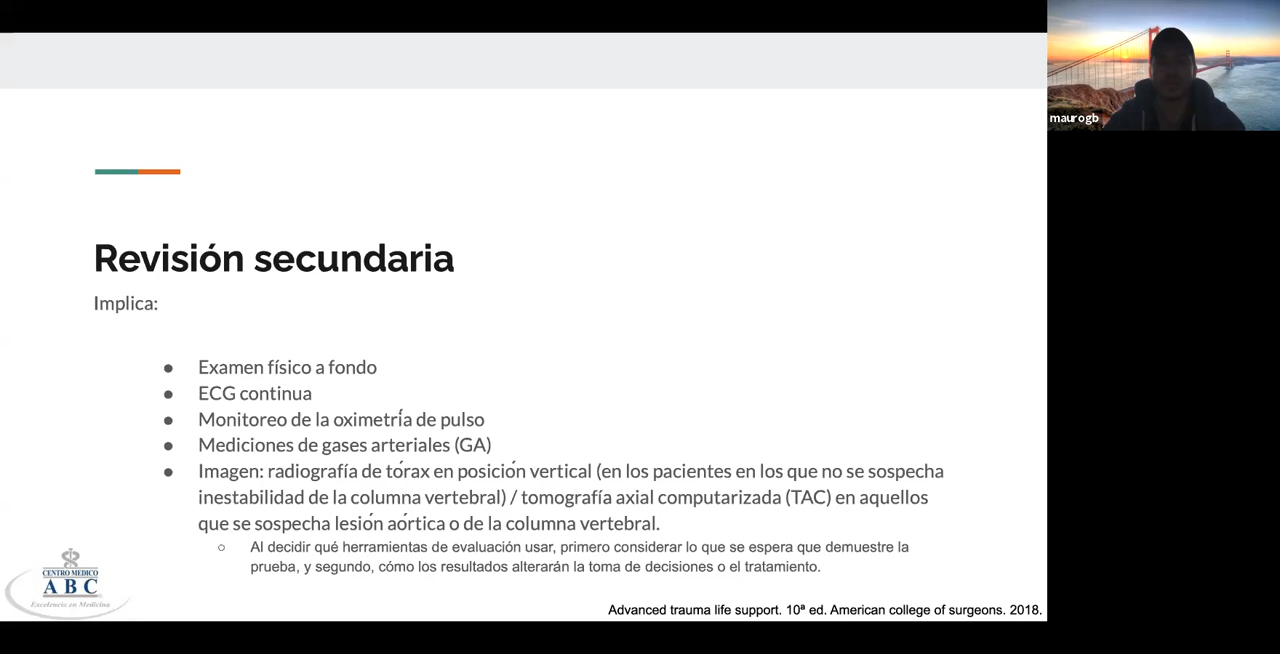 maurogb
Revisión secundaria
Implica:
● Examen físico a fondo
● ECG continua
● Monitoreo de la oximetría de pulso
● Mediciones de gases arteriales (GA)
● Imagen: radiografía de tórax en posición vertical (en los pacientes en los que no se sospecha
inestabilidad de la columna vertebral) / tomografía axial computarizada (TAC) en aquellos
que se sospecha lesión aórtica o de la columna vertebral.
○ Al decidir qué herramientas de evaluación usar, primero considerar lo que se espera que demuestre la
prueba, y segundo, cómo los resultados alterarán la toma de decisiones o el tratamiento.
CENTRO MEDICO
ABC
Excelencia en Medicina
Advanced trauma life support. 10ª ed. American college of surgeons. 2018.